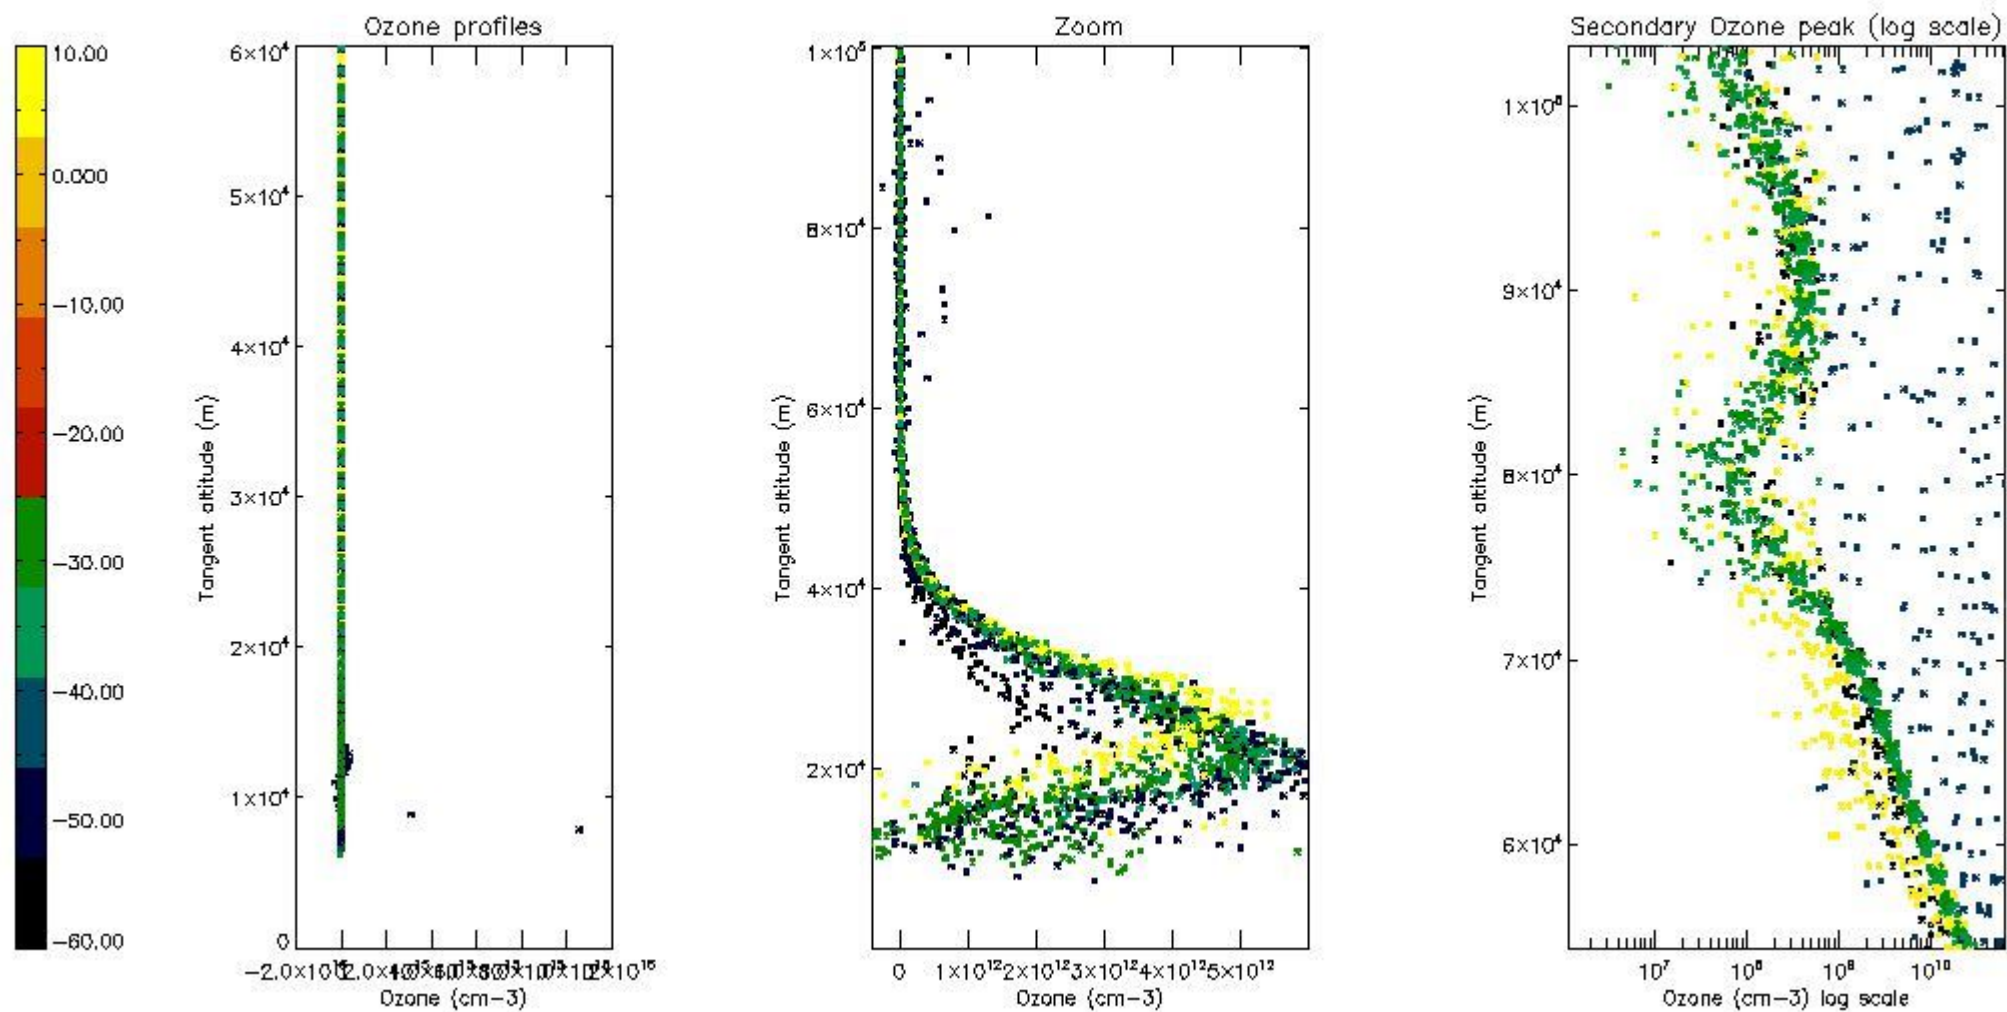 Ozone profiles
Zoom
Secondary Ozone peak (log scale)
10.00
0.000
−10.00
−20.00
−30.00
−40.00
−50.00
−60.00
6×10⁴
5×10⁴
4×10⁴
3×10⁴
2×10⁴
1×10⁴
0
Tangent altitude (m)
Ozone (cm−3)
1×10⁵
8×10⁴
6×10⁴
4×10⁴
2×10⁴
Tangent altitude (m)
0 1×10¹² 2×10¹² 3×10¹² 4×10¹² 5×10¹²
Ozone (cm−3)
1×10⁵
9×10⁴
8×10⁴
7×10⁴
6×10⁴
Tangent altitude (m)
10⁷ 10⁸ 10⁹ 10¹⁰
Ozone (cm−3) log scale